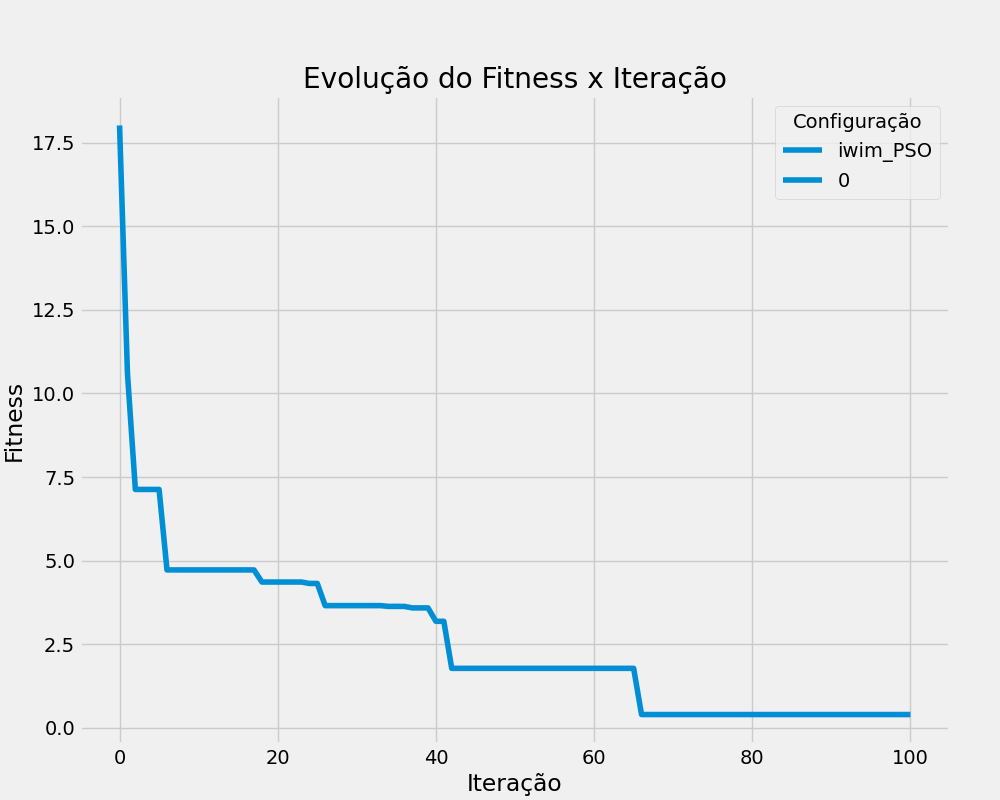 Evolução do Fitness x Iteração
Configuração
iwim_PSO
0
Fitness
17.5
15.0
12.5
10.0
7.5
5.0
2.5
0.0
0 20 40 60 80 100
Iteração